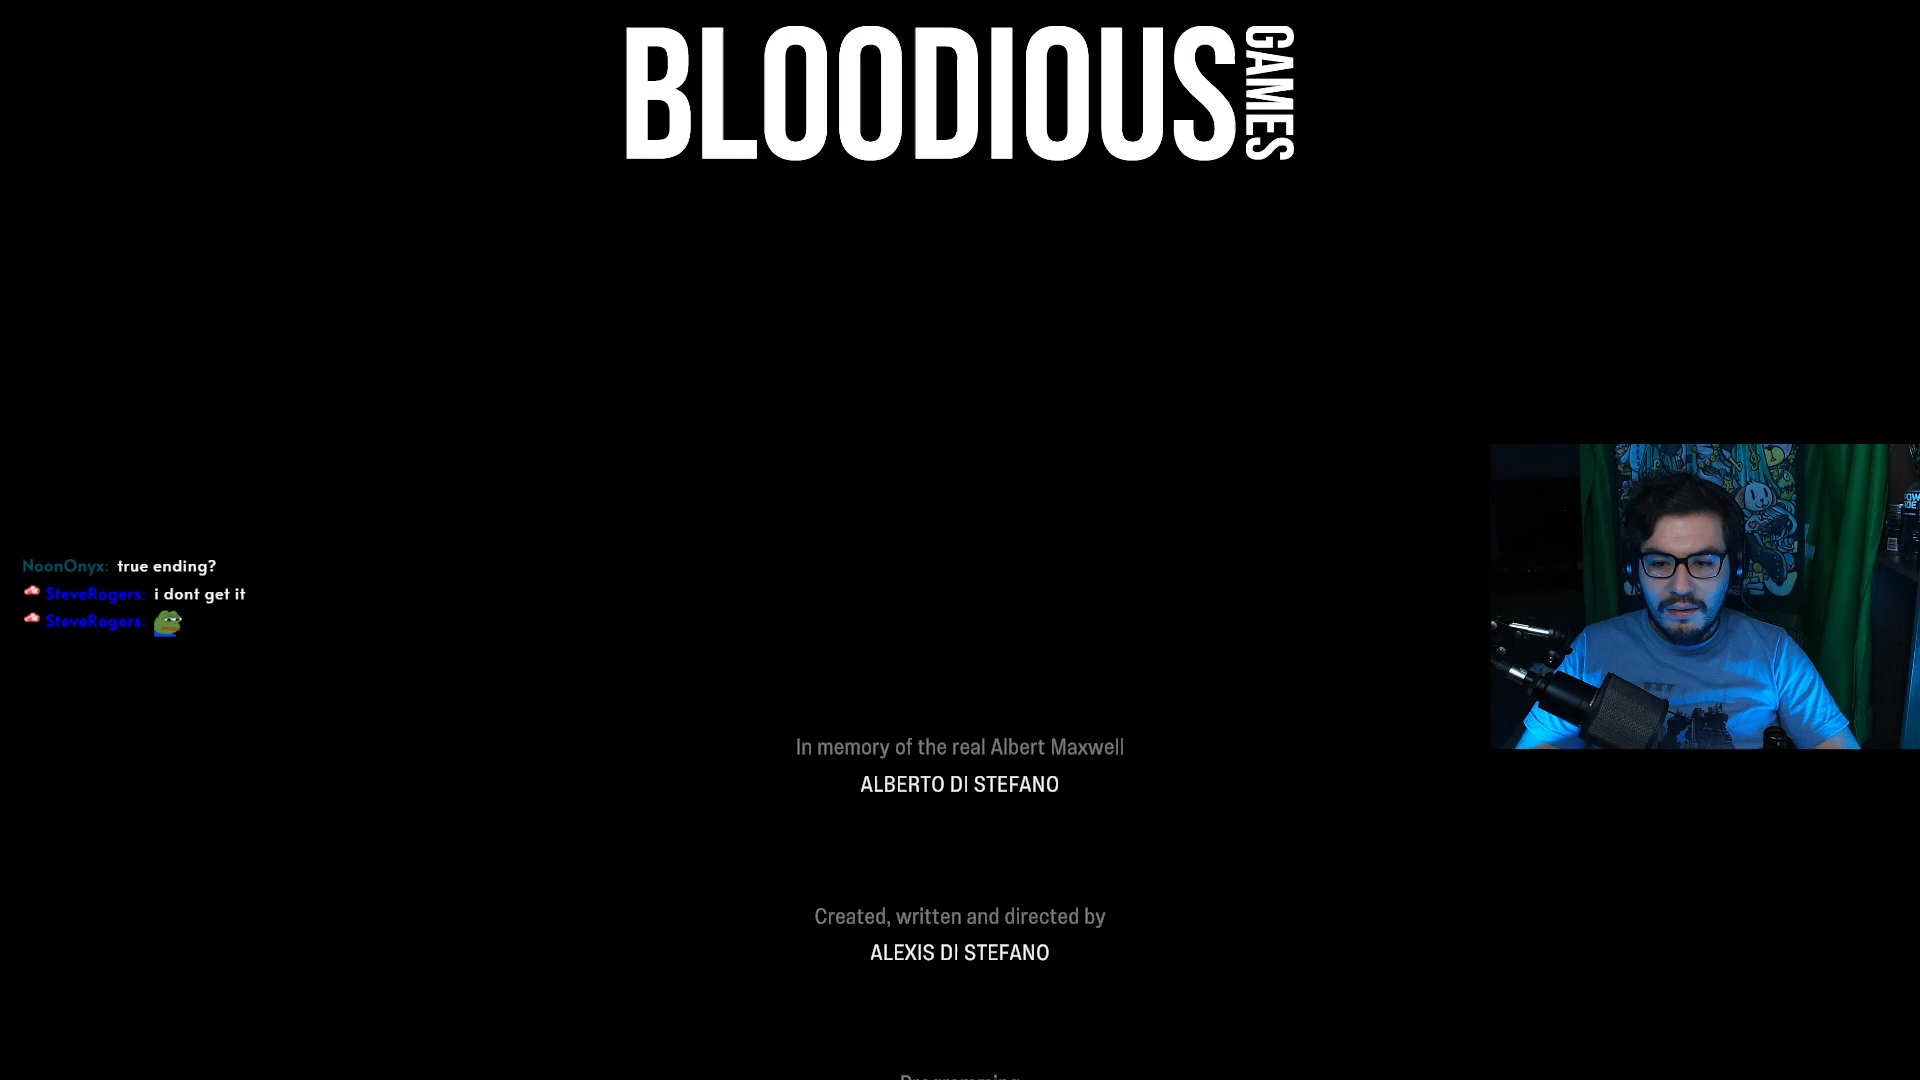 BLOODIOUS GAMES
NoonOnyx: true ending?
SteveRogers: i dont get it
SteveRogers:
In memory of the real Albert Maxwell
ALBERTO DI STEFANO
Created, written and directed by
ALEXIS DI STEFANO
Programming